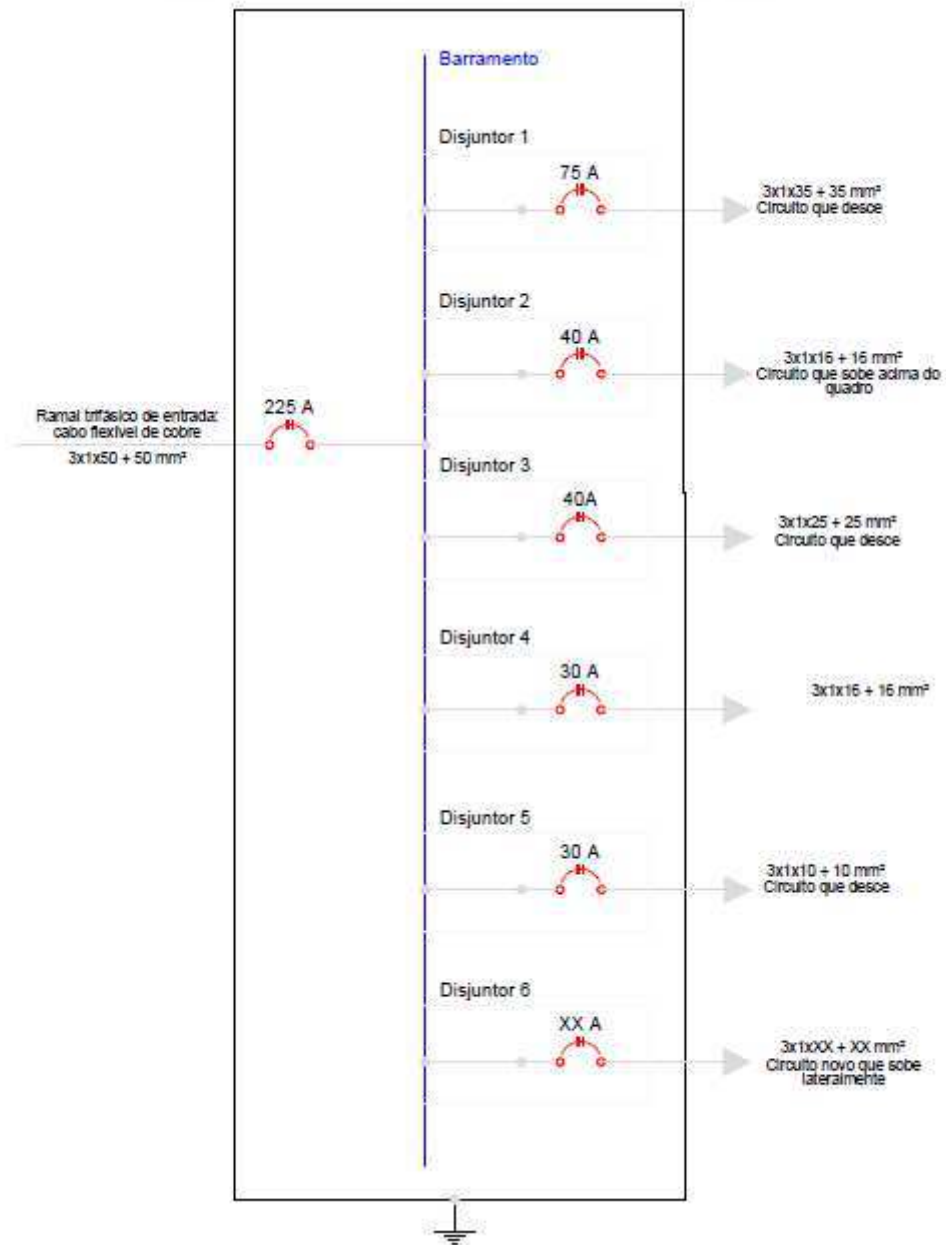 Barramento
Disjuntor 1
75 A
3x1x35 + 35 mm²
Circuito que desce
Disjuntor 2
40 A
3x1x16 + 16 mm²
Circuito que sobe acima do
quadro
Ramal trifásico de entrada:
cabo flexível de cobre
3x1x50 + 50 mm²
225 A
Disjuntor 3
40A
3x1x25 + 25 mm²
Circuito que desce
Disjuntor 4
30 A
3x1x16 + 16 mm²
Disjuntor 5
30 A
3x1x10 + 10 mm²
Circuito que desce
Disjuntor 6
XX A
3x1xXX + XX mm²
Circuito novo que sobe
lateralmente